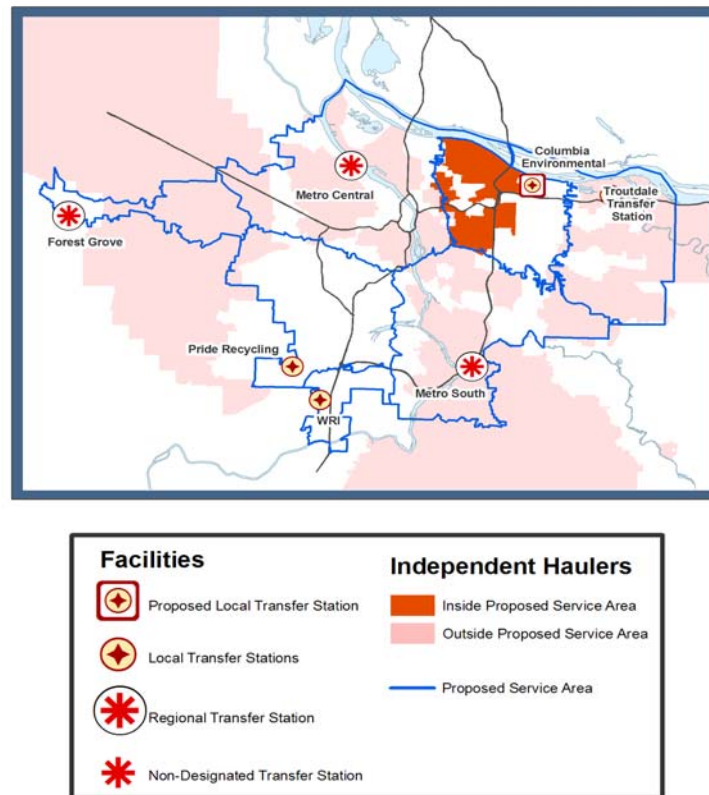 Columbia
Environmental
Troutdale
Transfer
Station
Metro Central
Forest Grove
Pride Recycling
Metro South
WRI
Facilities
Proposed Local Transfer Station
Local Transfer Stations
Regional Transfer Station
Non-Designated Transfer Station
Independent Haulers
Inside Proposed Service Area
Outside Proposed Service Area
Proposed Service Area